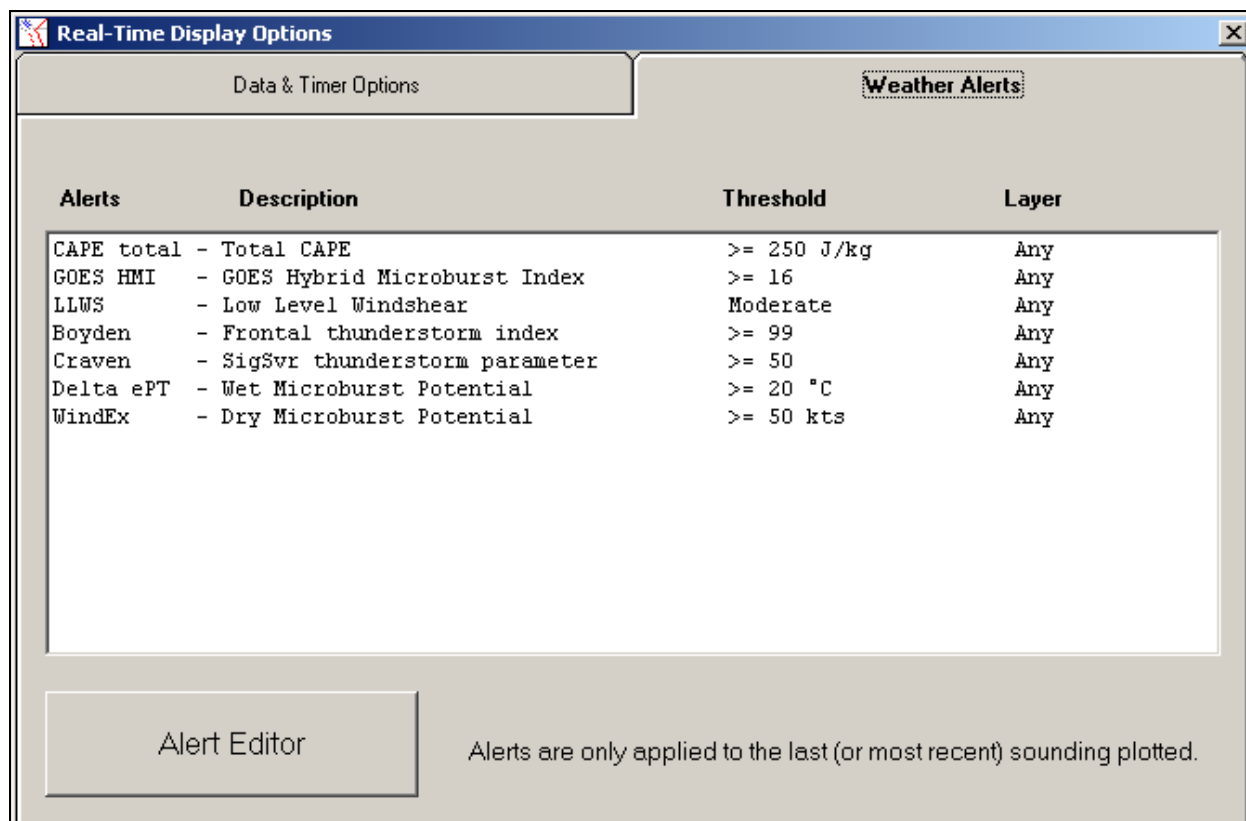 Real-Time Display Options
Data & Timer Options Weather Alerts
Alerts Description Threshold Layer
CAPE total - Total CAPE >= 250 J/kg Any
GOES HMI - GOES Hybrid Microburst Index >= 16 Any
LLWS - Low Level Windshear Moderate Any
Boyden - Frontal thunderstorm index >= 99 Any
Craven - SigSvr thunderstorm parameter >= 50 Any
Delta ePT - Wet Microburst Potential >= 20 °C Any
WindEx - Dry Microburst Potential >= 50 kts Any
Alert Editor
Alerts are only applied to the last (or most recent) sounding plotted.